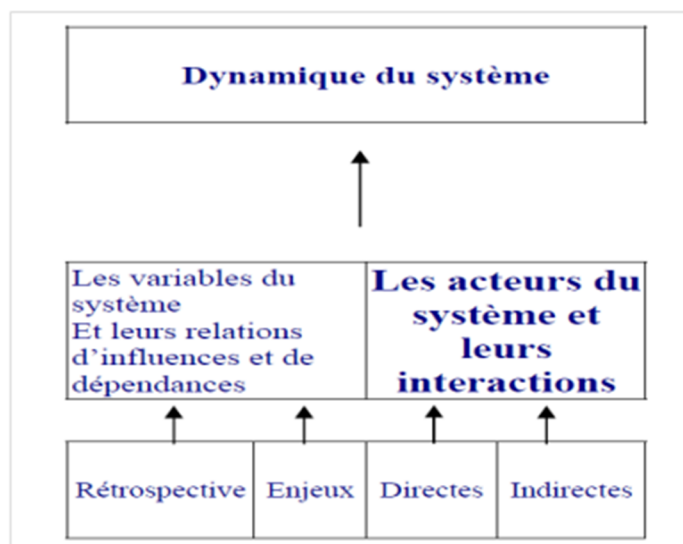 Dynamique du système
Les variables du
système
Et leurs relations
d'influences et de
dépendances
Les acteurs du
système et
leurs
interactions
Rétrospective
Enjeux
Directes
Indirectes